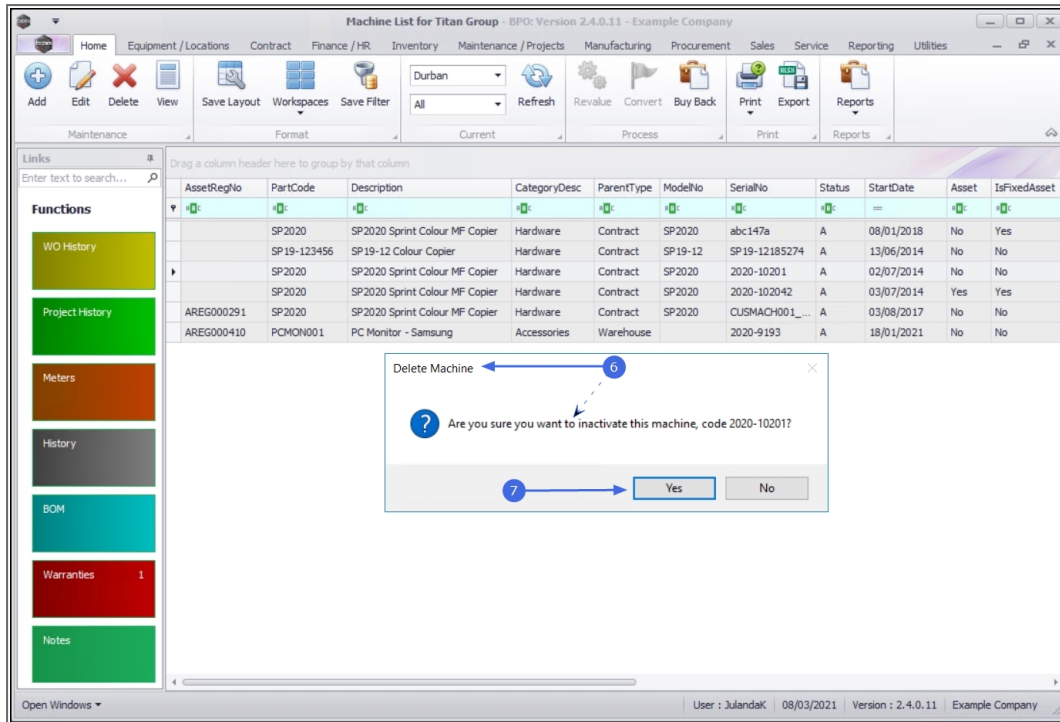 Machine List for Titan Group - BPO: Version 2.4.0.11 - Example Company
Home Equipment / Locations Contract Finance / HR Inventory Maintenance / Projects Manufacturing Procurement Sales Service Reporting Utilities
Durban
All
Add Edit Delete View Save Layout Workspaces Save Filter Refresh Revalue Convert Buy Back Print Export Reports
Maintenance Format Current Process Print Reports
Links
Drag a column header here to group by that column
Enter text to search...
AssetRegNo PartCode Description CategoryDesc ParentType ModelNo SerialNo Status StartDate Asset IsFixedAsset
Functions
SP2020 SP2020 Sprint Colour MF Copier Hardware Contract SP2020 abc147a A 08/01/2018 No Yes
WO History
SP19-123456 SP19-12 Colour Copier Hardware Contract SP19-12 SP19-12185274 A 13/06/2014 No No
SP2020 SP2020 Sprint Colour MF Copier Hardware Contract SP2020 2020-10201 A 02/07/2014 No No
SP2020 SP2020 Sprint Colour MF Copier Hardware Contract SP2020 2020-102042 A 03/07/2014 Yes Yes
Project History
AREG000291 SP2020 SP2020 Sprint Colour MF Copier Hardware Contract SP2020 CUSMACH001_... A 03/08/2017 No No
AREG000410 PCMON001 PC Monitor - Samsung Accessories Warehouse 2020-9193 A 18/01/2021 No No
Delete Machine 6
Meters
Are you sure you want to inactivate this machine, code 2020-10201?
History
7 Yes No
BOM
Warranties 1
Notes
Open Windows User : JulandaK 08/03/2021 Version : 2.4.0.11 Example Company